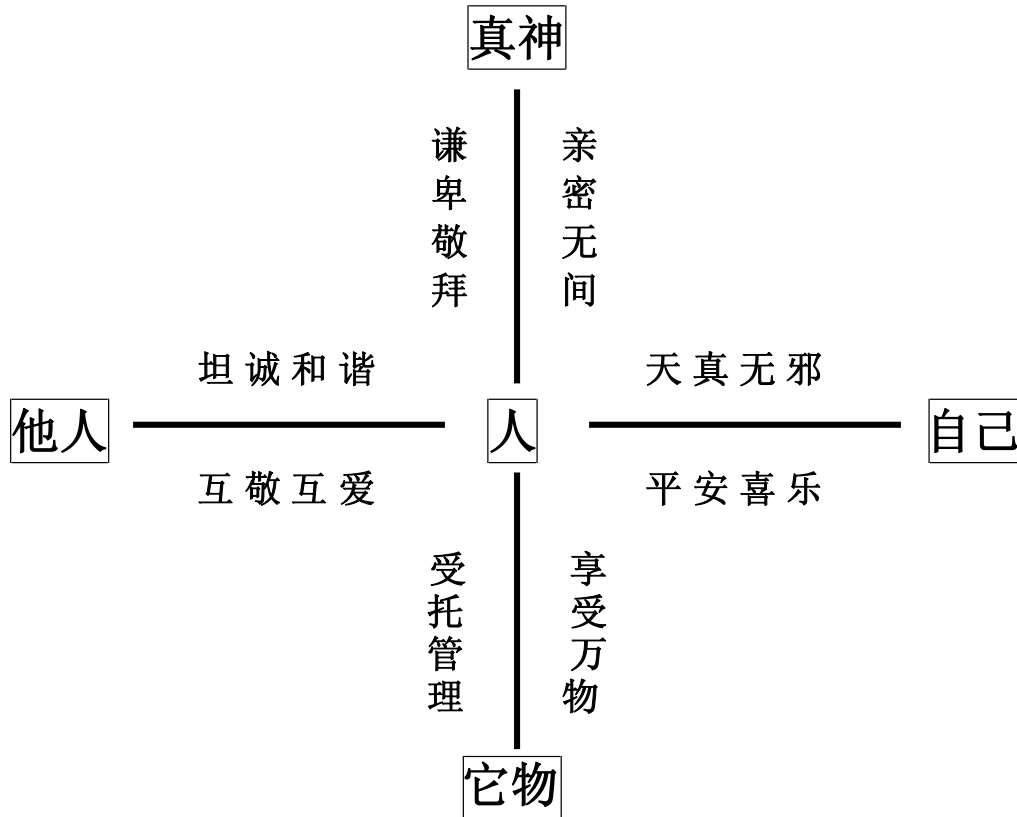 真神
谦卑敬拜
亲密无间
坦诚和谐
天真无邪
他人
人
自己
互敬互爱
平安喜乐
受托管理
享受万物
它物